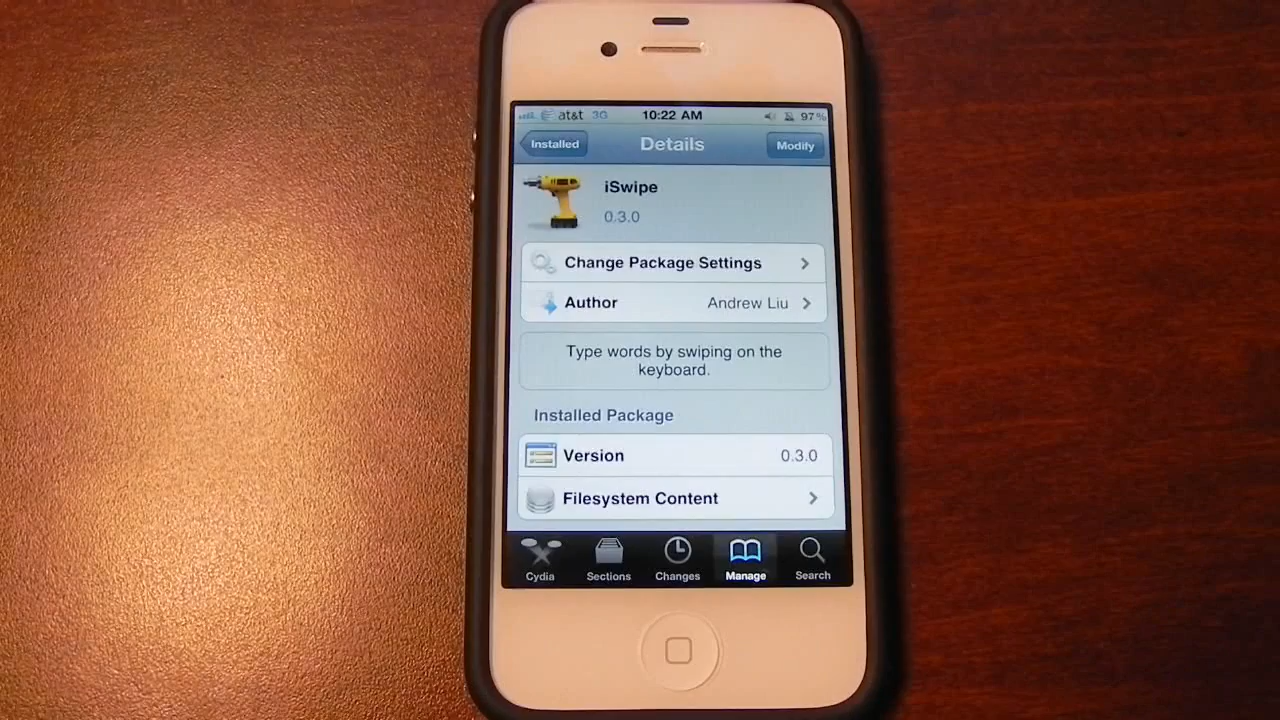 at&t 3G 10:22 AM 97%
Installed Details Modify
iSwipe
0.3.0
Change Package Settings
Author Andrew Liu
Type words by swiping on the
keyboard.
Installed Package
Version 0.3.0
Filesystem Content
Cydia Sections Changes Manage Search